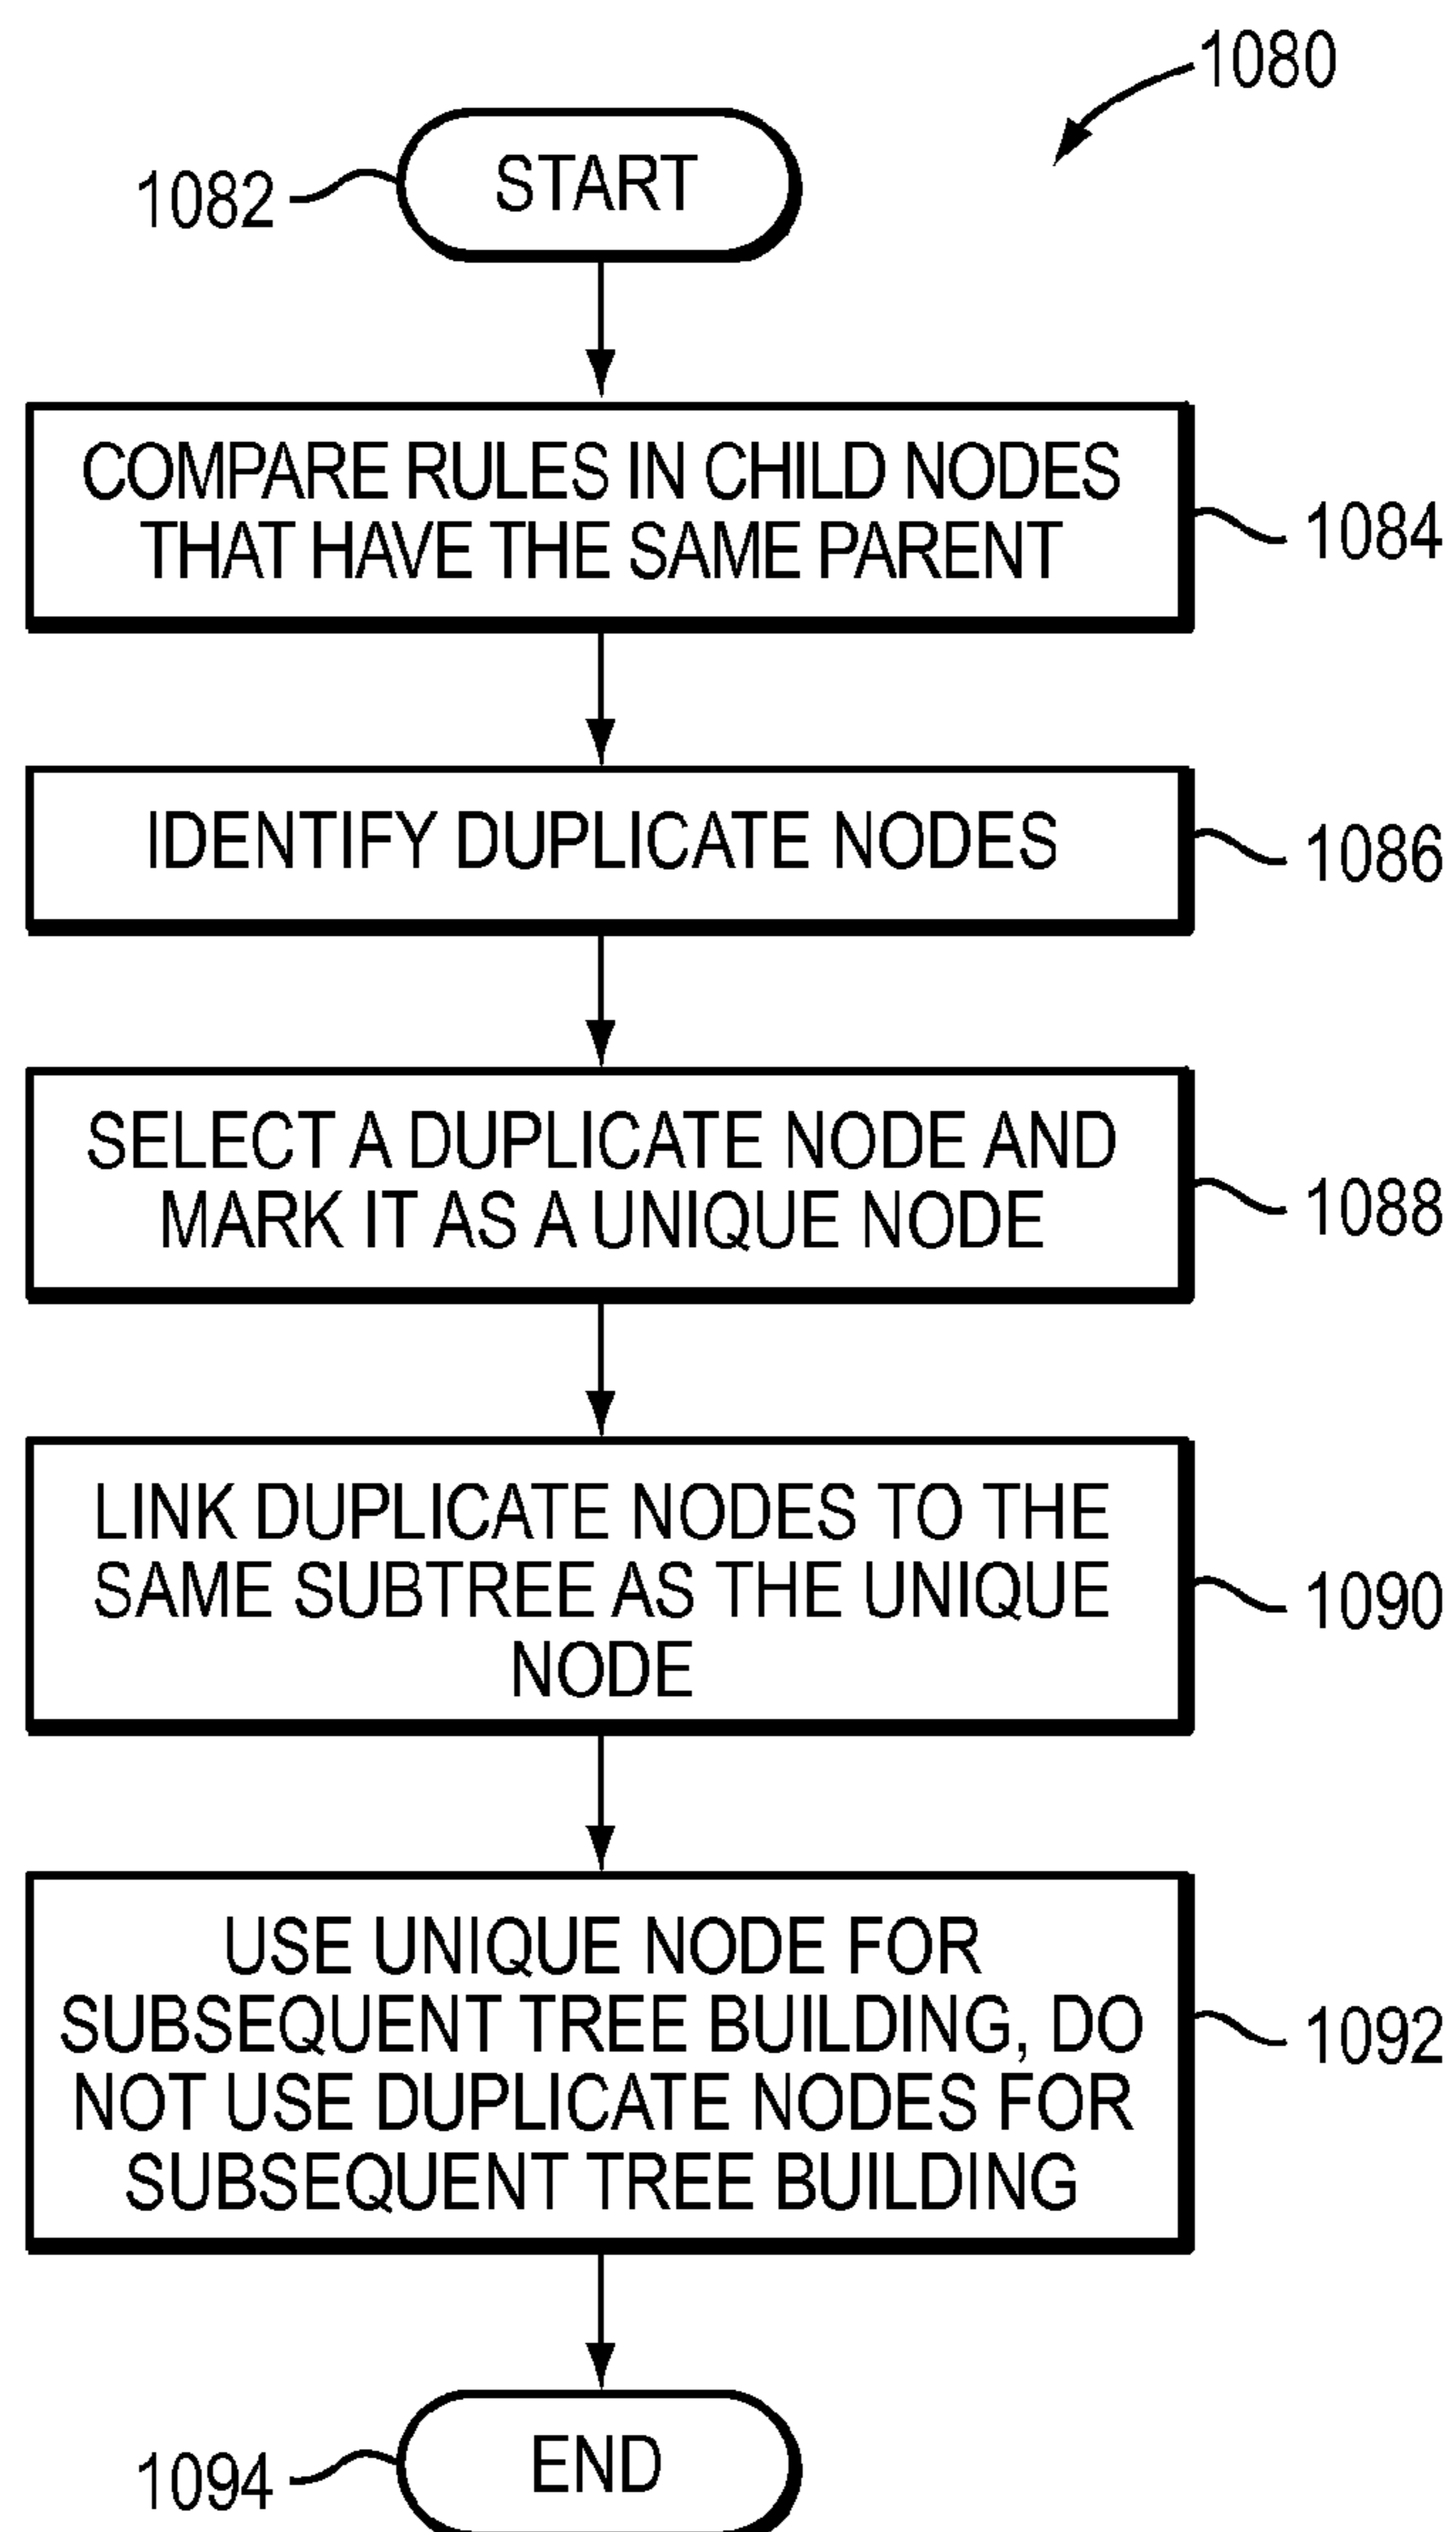 1080
1082
START
COMPARE RULES IN CHILD NODES
THAT HAVE THE SAME PARENT
1084
IDENTIFY DUPLICATE NODES
1086
SELECT A DUPLICATE NODE AND
MARK IT AS A UNIQUE NODE
1088
LINK DUPLICATE NODES TO THE
SAME SUBTREE AS THE UNIQUE
NODE
1090
USE UNIQUE NODE FOR
SUBSEQUENT TREE BUILDING, DO
NOT USE DUPLICATE NODES FOR
SUBSEQUENT TREE BUILDING
1092
END
1094